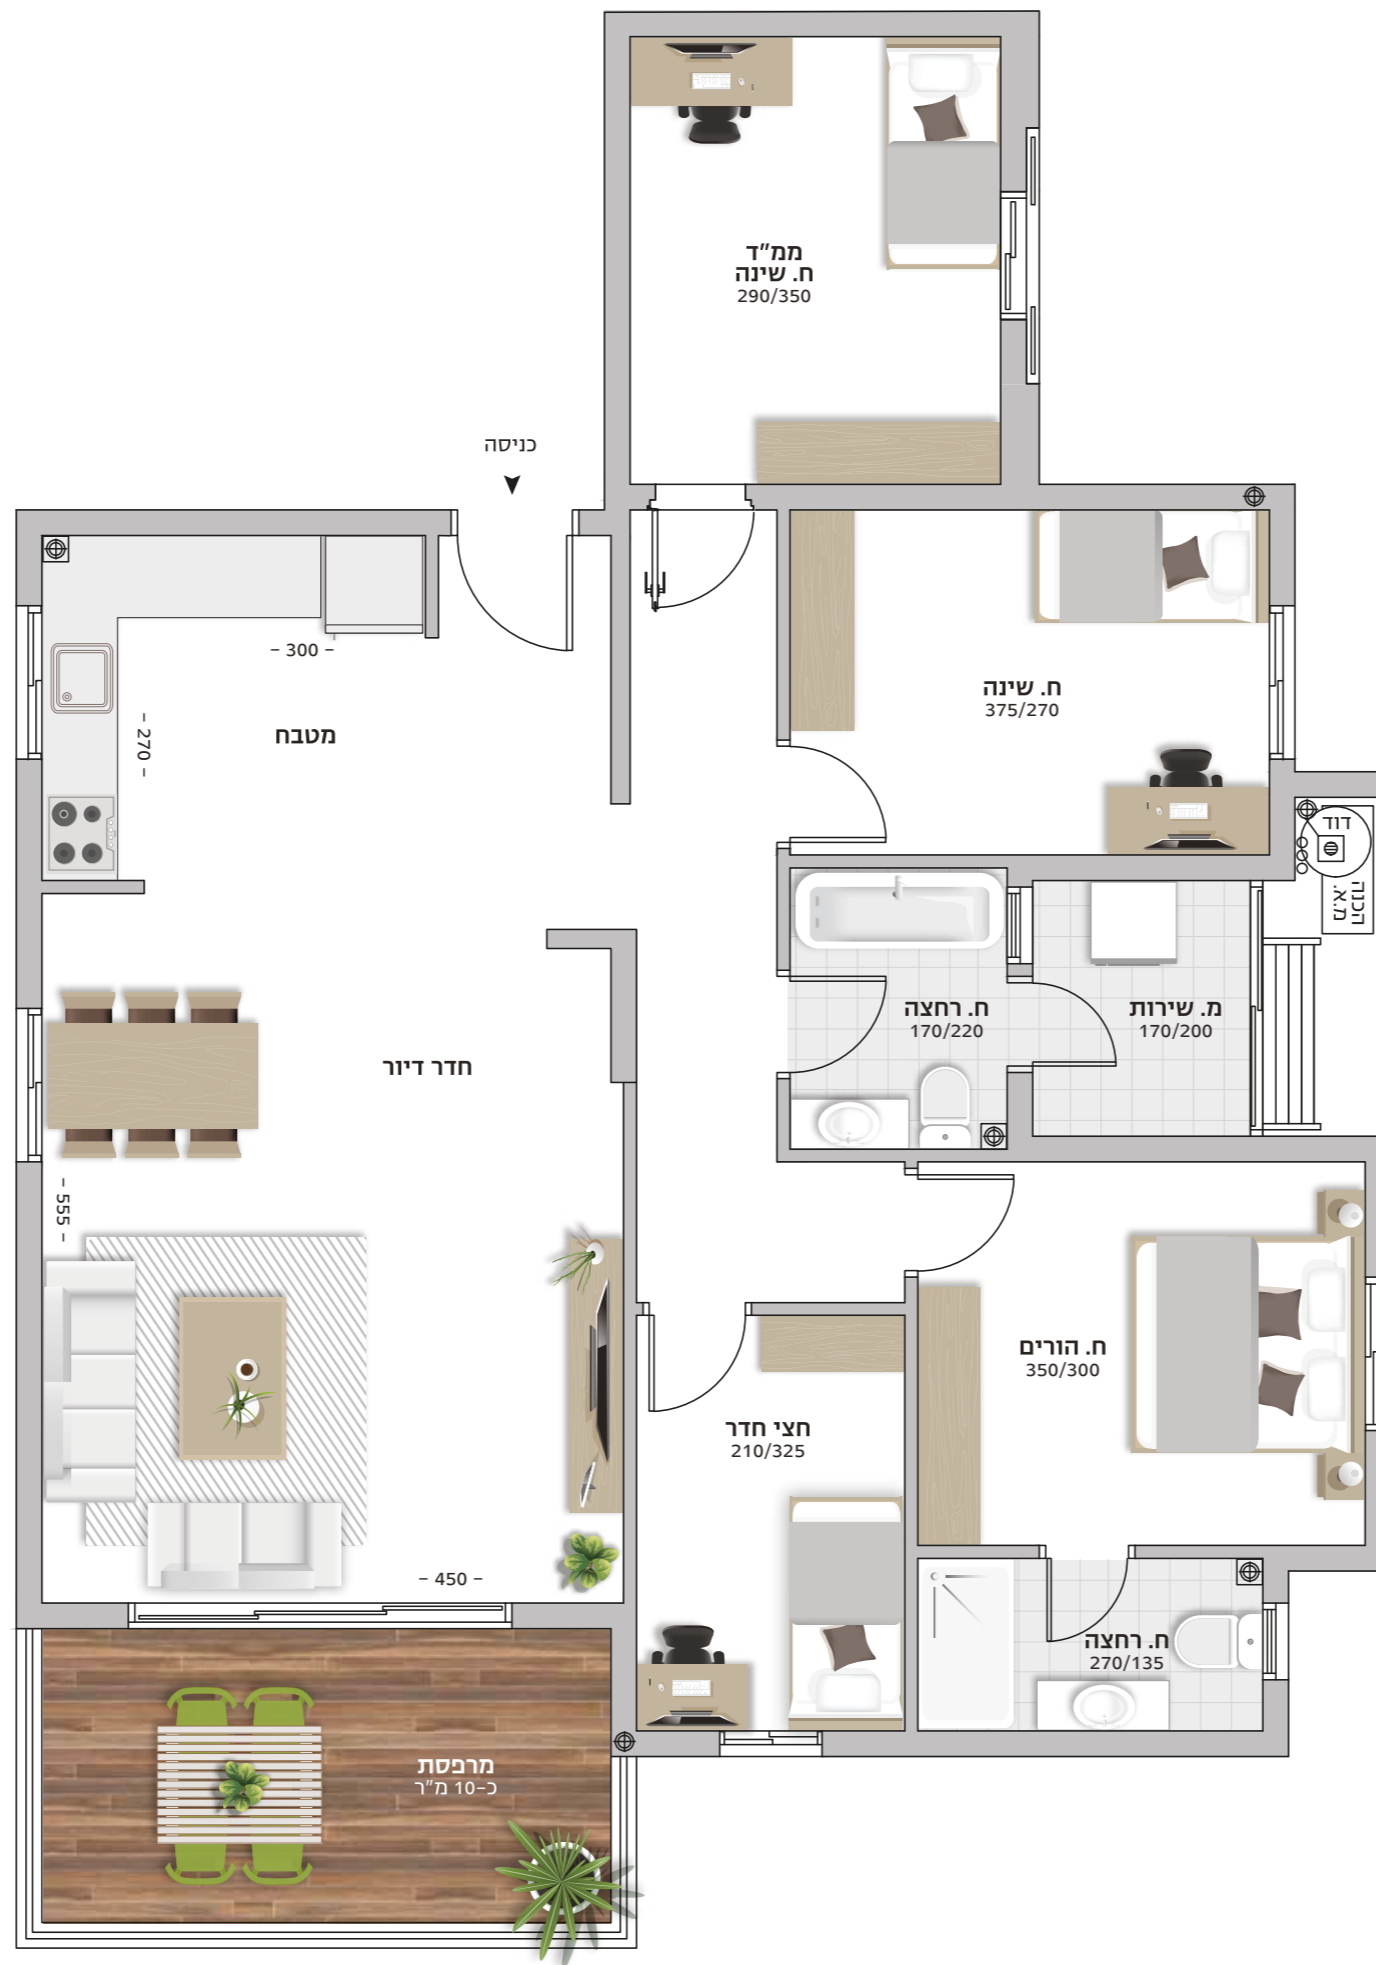 ממ"ד
ח. שינה
290/350
כניסה
- 300 -
מטבח
- 270 -
ח. שינה
375/270
דוד
הכנה
מ.א.
ח. רחצה
170/220
מ. שירות
170/200
חדר דיור
- 555 -
ח. הורים
350/300
חצי חדר
210/325
- 450 -
ח. רחצה
270/135
מרפסת
כ-10 מ"ר